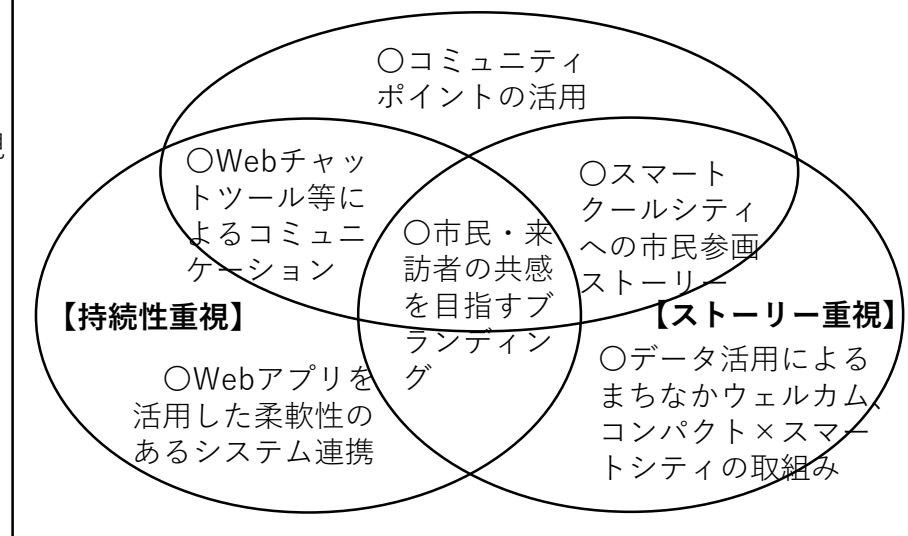 〇コミュニティ
ポイントの活用
〇Webチャッ
トツール等に
よるコミュニ
ケーション
〇スマート
クールシティ
への市民参画
ストーリー
〇市民・来
訪者の共感
を目指すブ
ランディン
グ
【持続性重視】
【ストーリー重視】
〇Webアプリを
活用した柔軟性の
あるシステム連携
〇データ活用による
まちなかウェルカム、
コンパクト×スマー
トシティの取組み